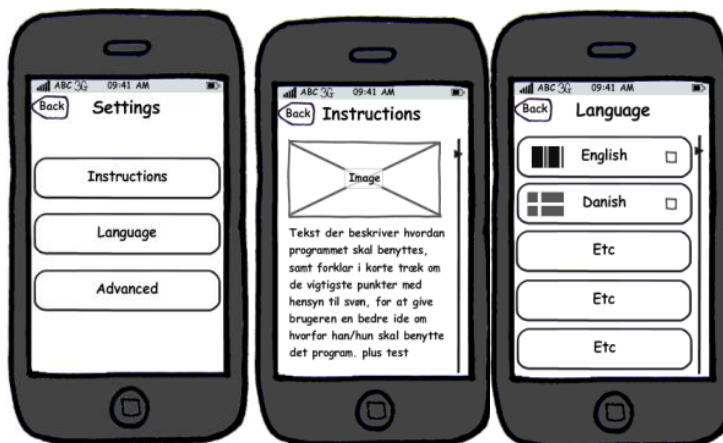 ABC 3G 09:41 AM
Back Settings
Instructions
Language
Advanced
ABC 3G 09:41 AM
Back Instructions
Image
Tekst der beskriver hvordan
programmet skal benyttes,
samt forklar i korte træk om
de vigtigste punkter med
hensyn til søvn, for at give
brugeren en bedre ide om
hvorfor han/hun skal benytte
det program. plus test
ABC 3G 09:41 AM
Back Language
English
Danish
Etc
Etc
Etc